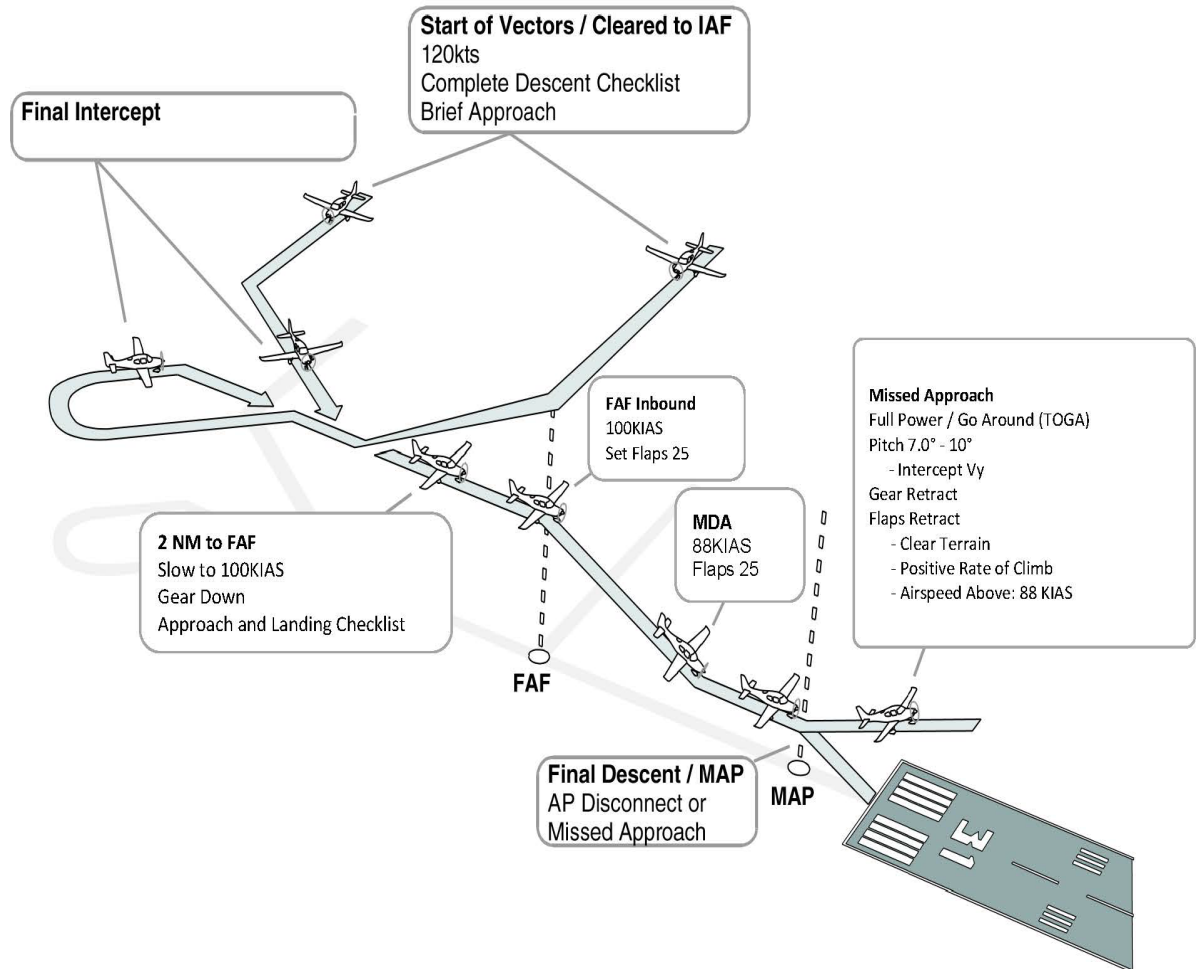 Start of Vectors / Cleared to IAF
120kts
Complete Descent Checklist
Brief Approach
Final Intercept
FAF Inbound
100KIAS
Set Flaps 25
2 NM to FAF
Slow to 100KIAS
Gear Down
Approach and Landing Checklist
MDA
88KIAS
Flaps 25
Missed Approach
Full Power / Go Around (TOGA)
Pitch 7.0° - 10°
- Intercept Vy
Gear Retract
Flaps Retract
- Clear Terrain
- Positive Rate of Climb
- Airspeed Above: 88 KIAS
FAF
Final Descent / MAP
AP Disconnect or
Missed Approach
MAP
31